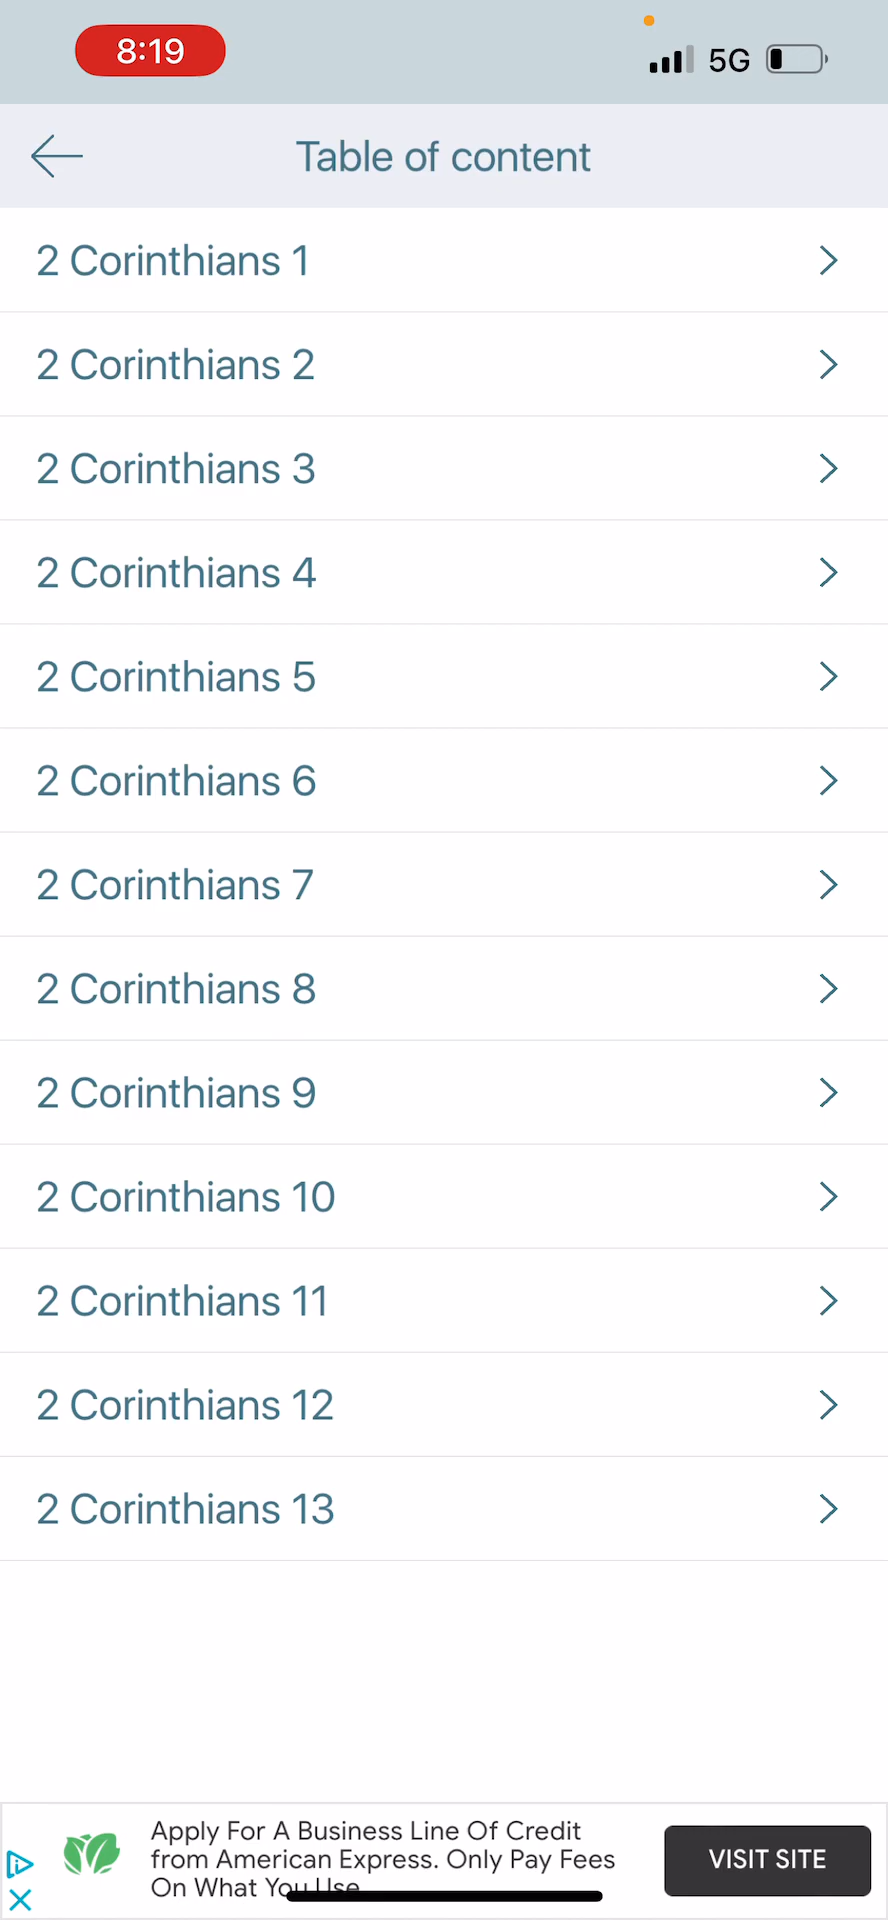 8:19
5G
Table of content
2 Corinthians 1
2 Corinthians 2
2 Corinthians 3
2 Corinthians 4
2 Corinthians 5
2 Corinthians 6
2 Corinthians 7
2 Corinthians 8
2 Corinthians 9
2 Corinthians 10
2 Corinthians 11
2 Corinthians 12
2 Corinthians 13
Apply For A Business Line Of Credit
from American Express. Only Pay Fees
On What You Use
VISIT SITE